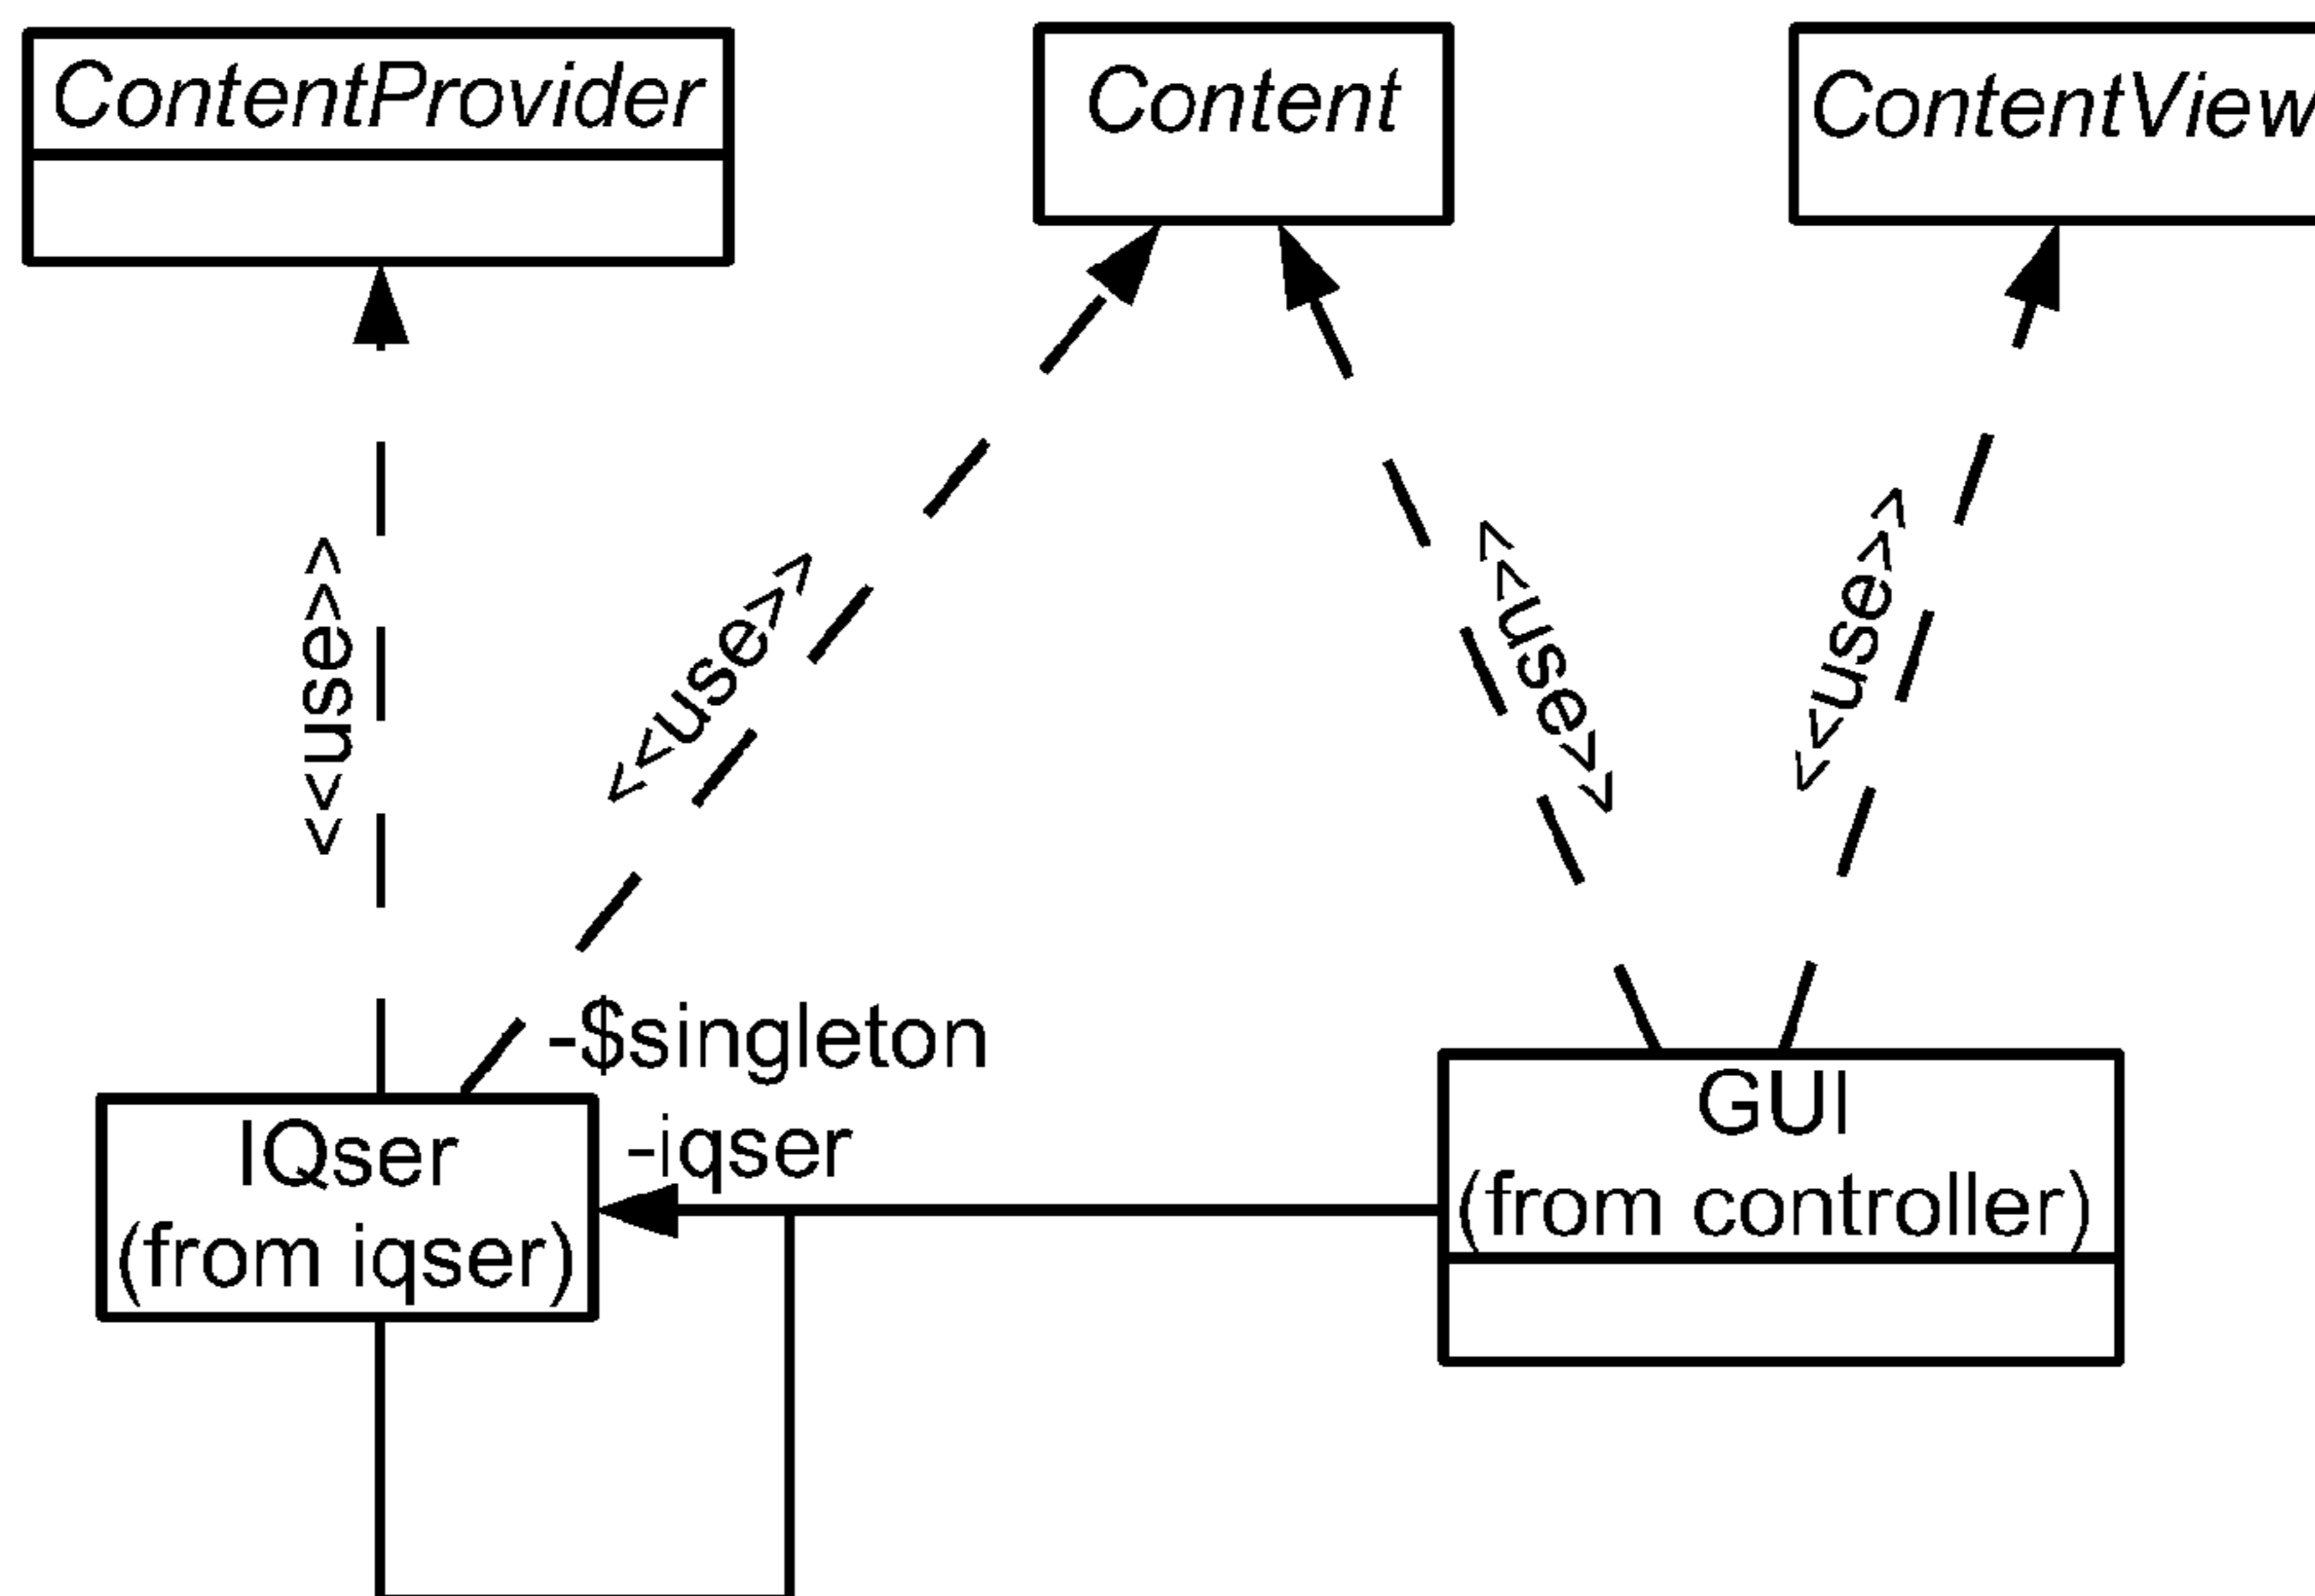 ContentProvider
Content
ContentView
<<use>>
<<use>>
<<use>>
<<use>>
-$singleton
-iqser
IQser
(from iqser)
GUI
(from controller)